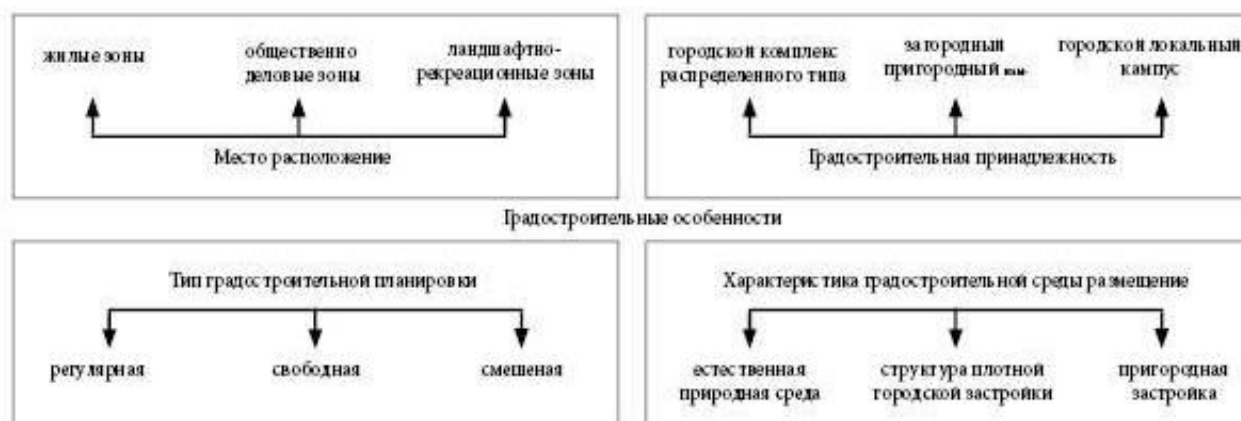 жилые зоны
общественно
деловые зоны
ландшафтно-
рекреационные зоны
Место расположение
городской комплекс
распределенного типа
загородный
пригородный
городской локальный
кампус
Градостроительная принадлежность
Градостроительные особенности
Тип градостроительной планировки
регулярная
свободная
смешеная
Характеристика градостроительной среды размещение
естественная
природная среда
структура плотной
городской застройки
пригородная
застройка